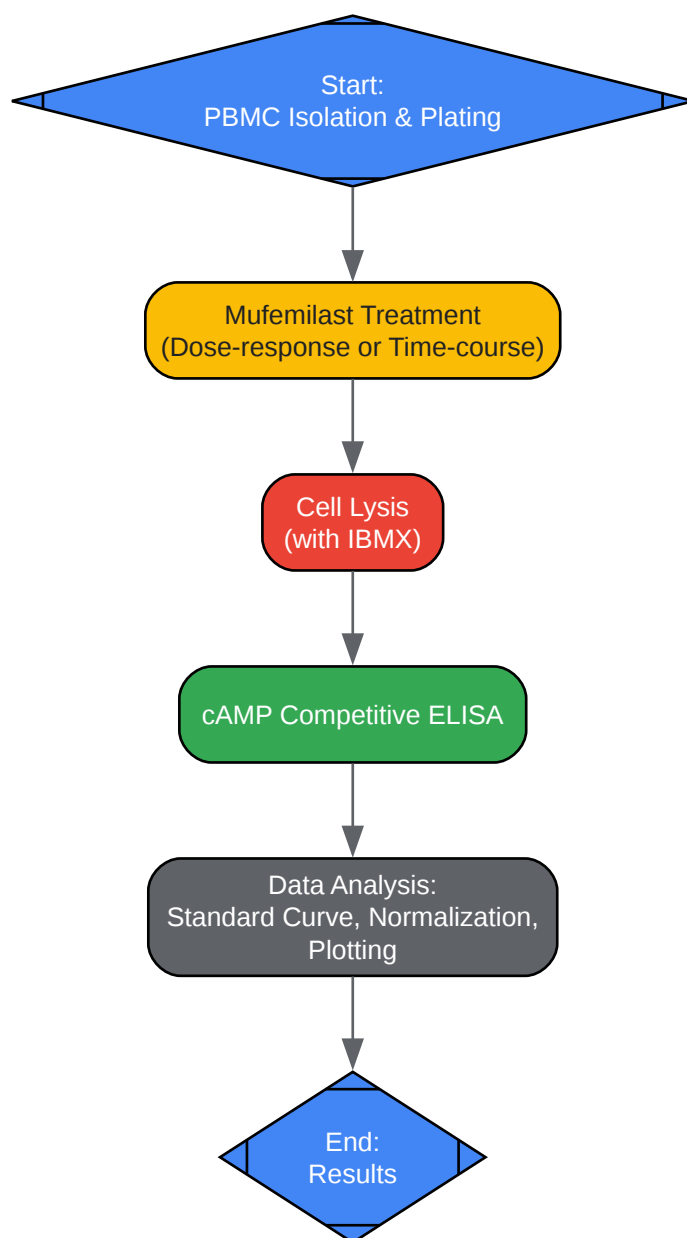 Start:
PBMC Isolation & Plating
Mufemilast Treatment
(Dose-response or Time-course)
Cell Lysis
(with IBMX)
cAMP Competitive ELISA
Data Analysis:
Standard Curve, Normalization,
Plotting
End:
Results